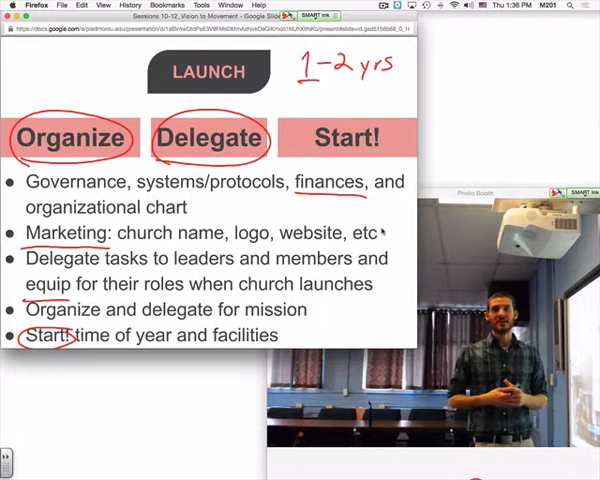 Firefox File Edit View History Bookmarks Tools Window Help Thu 1:36 PM M201
Sessions 10-12_Vision to Movement - Google Slid
SMART Ink
LAUNCH
1-2 yrs
Organize Delegate Start!
● Governance, systems/protocols, finances, and
organizational chart
● Marketing: church name, logo, website, etc
● Delegate tasks to leaders and members and
equip for their roles when church launches
● Organize and delegate for mission
● Start! time of year and facilities
Photo Booth
SMART Ink